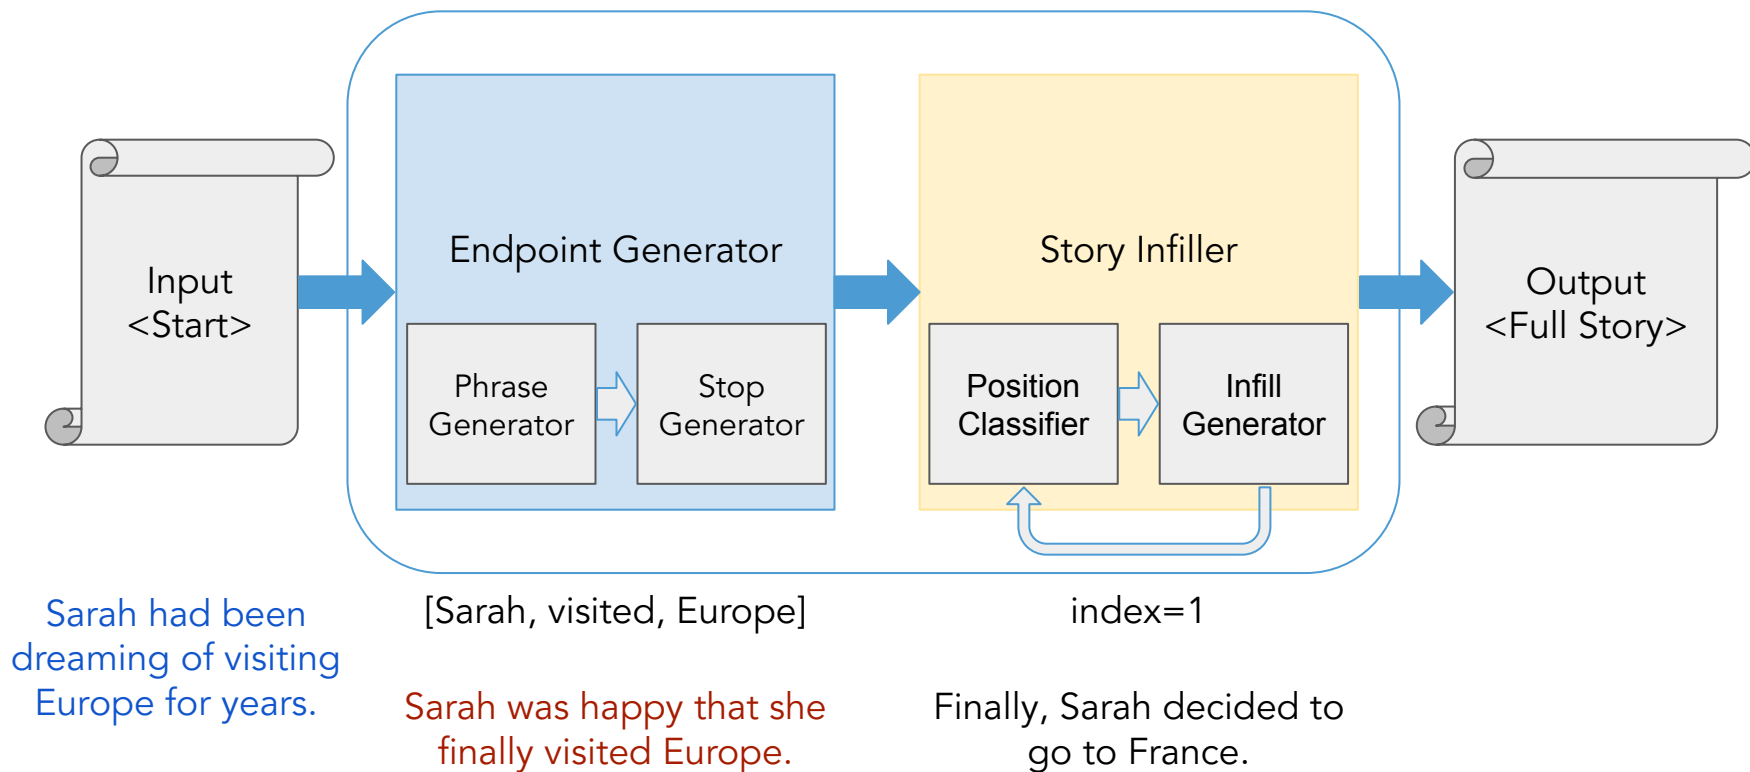 Input
<Start>
Endpoint Generator
Phrase
Generator
Stop
Generator
Story Infiller
Position
Classifier
Infill
Generator
Output
<Full Story>
Sarah had been
dreaming of visiting
Europe for years.
[Sarah, visited, Europe]
Sarah was happy that she
finally visited Europe.
index=1
Finally, Sarah decided to
go to France.